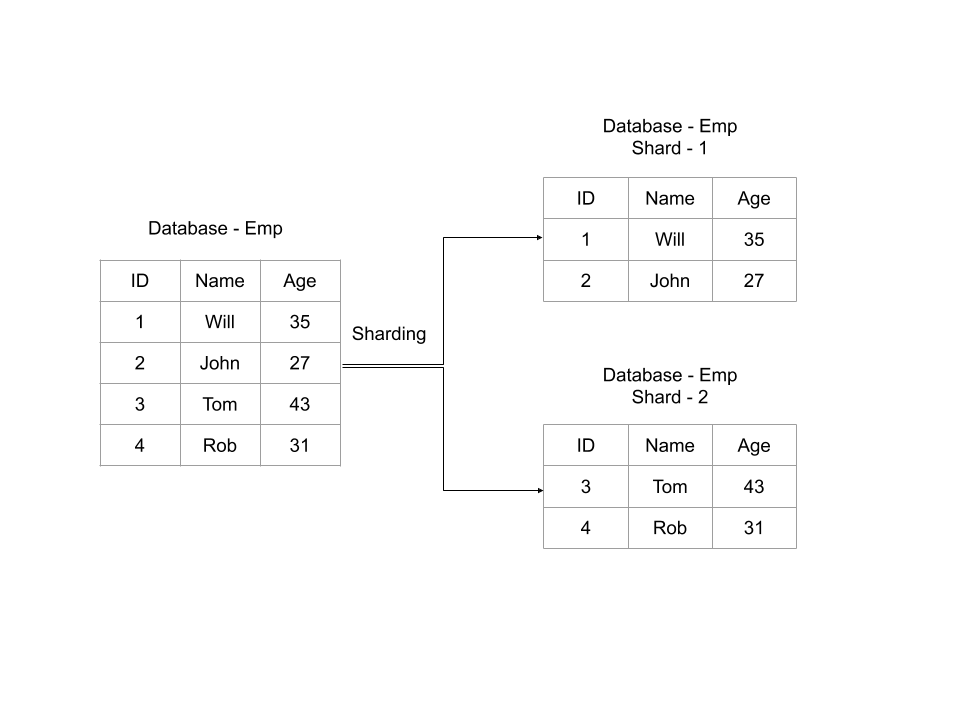 Database - Emp
ID Name Age
1 Will 35
2 John 27
3 Tom 43
4 Rob 31
Sharding
Database - Emp
Shard - 1
ID Name Age
1 Will 35
2 John 27
Database - Emp
Shard - 2
ID Name Age
3 Tom 43
4 Rob 31